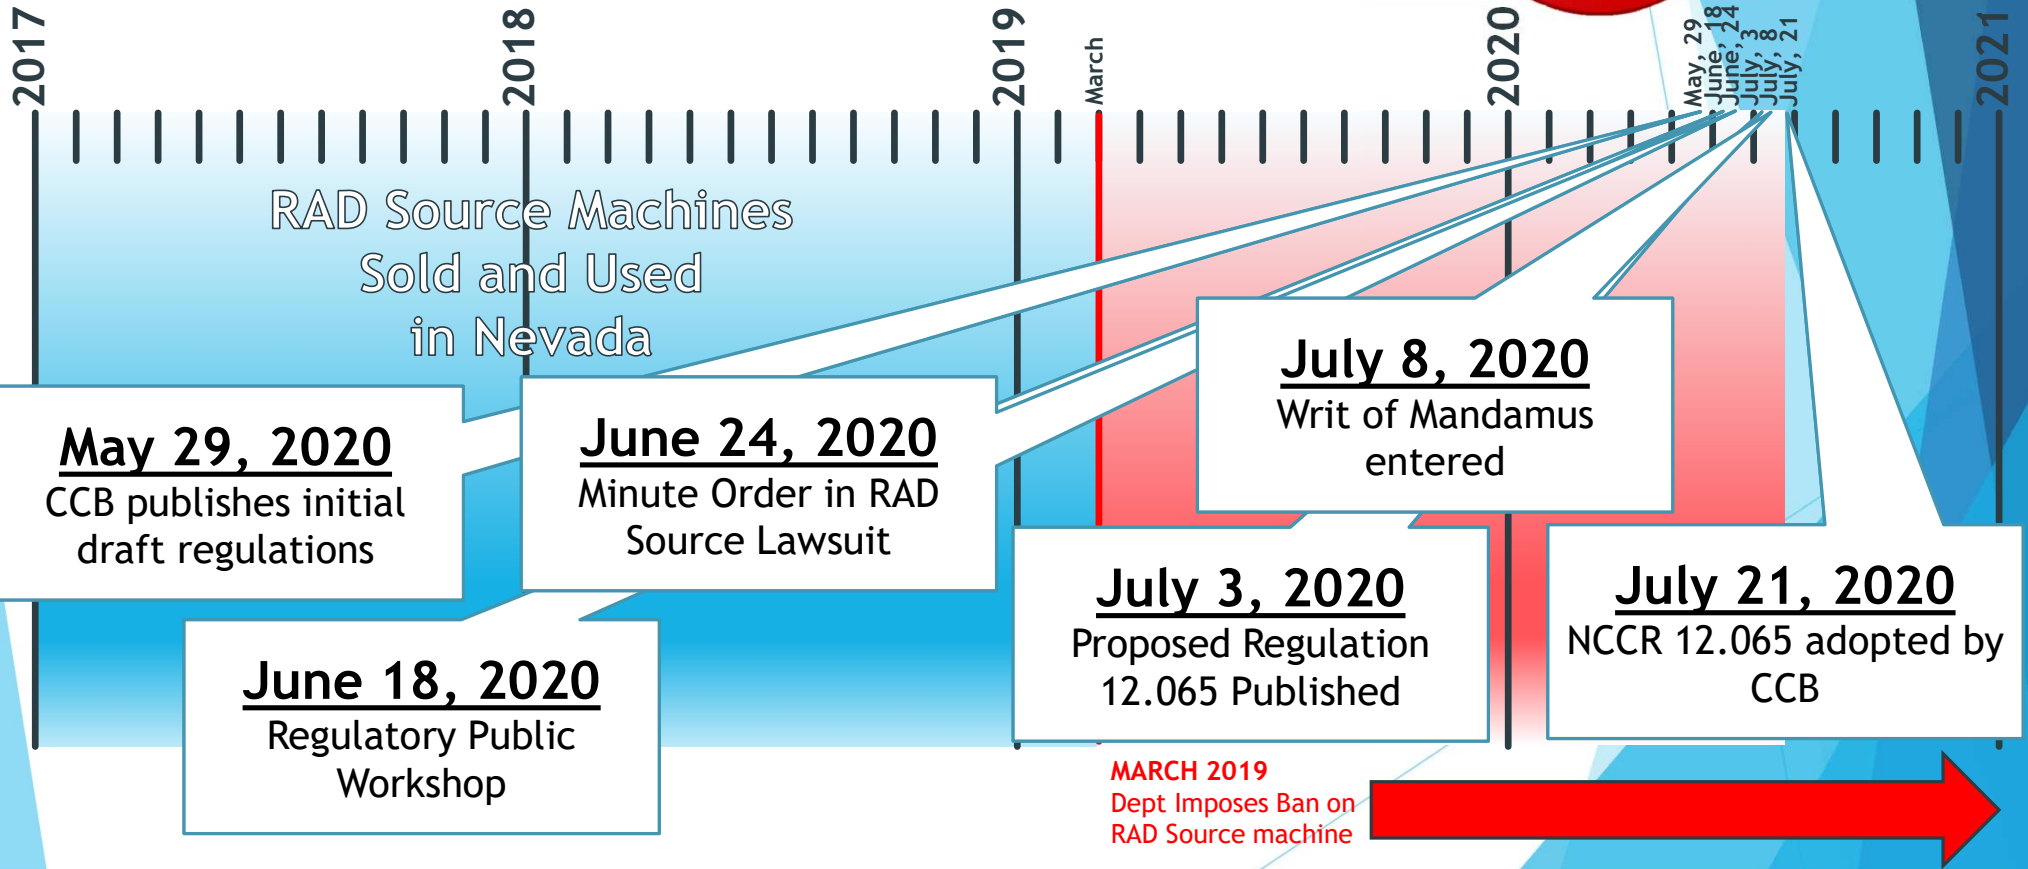 2017
2018
2019
March
2020
May, 29
June, 18
June, 24
July, 3
July, 8
July, 21
2021
RAD Source Machines
Sold and Used
in Nevada
May 29, 2020
CCB publishes initial
draft regulations
June 18, 2020
Regulatory Public
Workshop
June 24, 2020
Minute Order in RAD
Source Lawsuit
July 3, 2020
Proposed Regulation
12.065 Published
July 8, 2020
Writ of Mandamus
entered
July 21, 2020
NCCR 12.065 adopted by
CCB
MARCH 2019
Dept Imposes Ban on
RAD Source machine